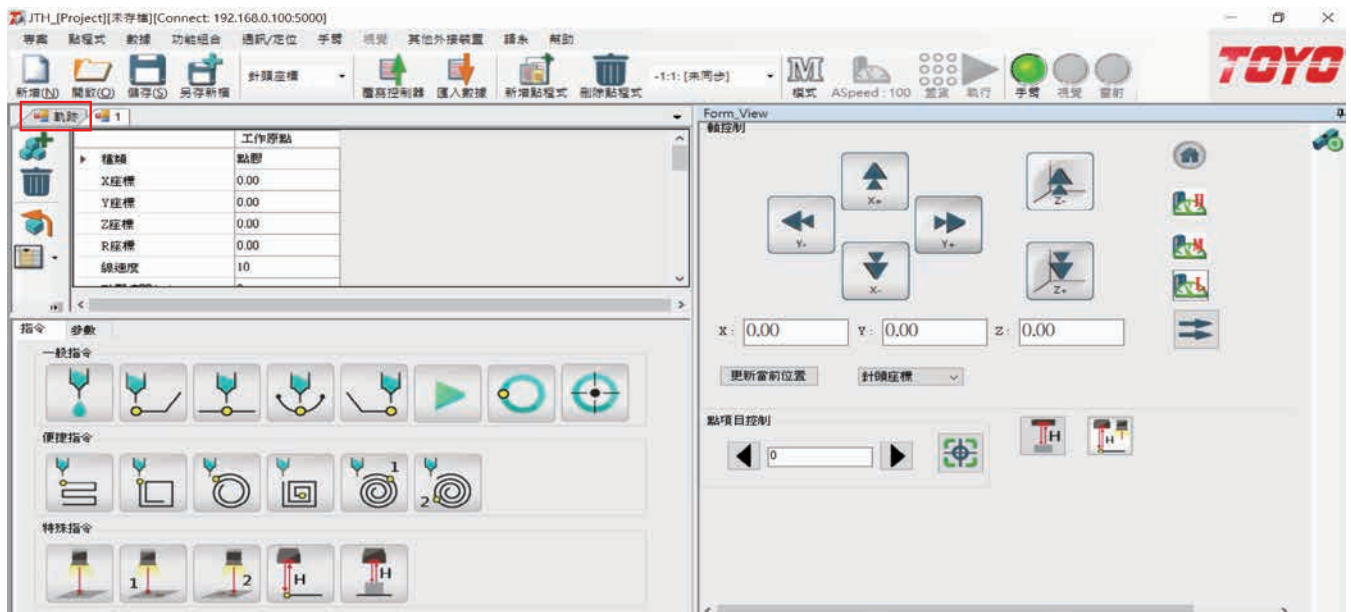 JTH_[Project][未存檔][Connect: 192.168.0.100:5000]
專案 點程式 數據 功能組合 通訊/定位 手臂 視覺 其他外接裝置 語系 幫助
新增(N) 開啟(O) 儲存(S) 另存新檔 針頭座標 覆寫控制器 匯入數據 新增點程式 刪除點程式 -1:1: [未同步] M 模式 ASpeed : 100 置貨 執行 手臂 視覺 雷射 TOYO
軌跡 1
工作原點
種類 點膠
X座標 0.00
Y座標 0.00
Z座標 0.00
R座標 0.00
線速度 10
指令 參數
一般指令
便捷指令
1 2
特殊指令
1 2 H H
Form_View
軸控制
X+ Z-
Y- Y+ H
M
X- Z+ L
X: 0.00 Y: 0.00 Z: 0.00
更新當前位置 針頭座標
點項目控制
0 H H